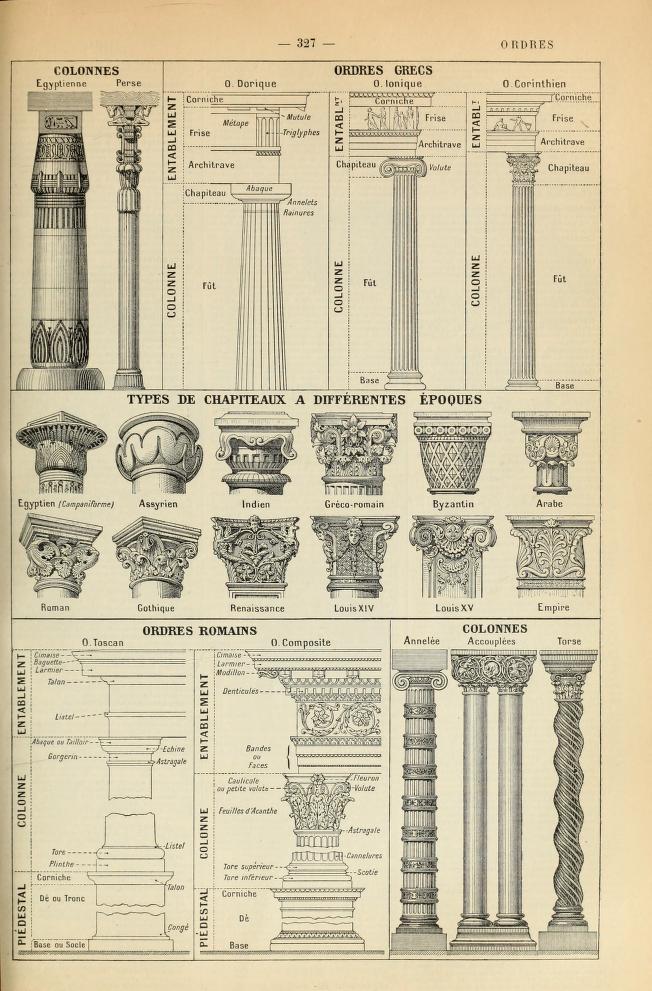 — 327 —
ORDRES
COLONNES
Egyptienne
Perse
ORDRES GRECS
O. Dorique
O. Ionique
O. Corinthien
ENTABLEMENT
Corniche
Métope
Mutule
Triglyphes
Frise
Architrave
Chapiteau
Abaque
Annelets
Rainures
COLONNE
Fût
ENTABLNT
Corniche
Frise
Architrave
Chapiteau
Volute
COLONNE
Fût
Base
ENTABLT
Corniche
Frise
Architrave
Chapiteau
COLONNE
Fût
Base
TYPES DE CHAPITEAUX A DIFFÉRENTES ÉPOQUES
Egyptien (Campaniforme)
Assyrien
Indien
Gréco-romain
Byzantin
Arabe
Roman
Gothique
Renaissance
Louis XIV
Louis XV
Empire
ORDRES ROMAINS
O. Toscan
ENTABLEMENT
Cimaise
Baguette
Larmier
Talon
Listel
COLONNE
Abaque ou Tailloir
Echine
Gorgerin
Astragale
Listel
Tore
Plinthe
PIÉDESTAL
Corniche
Talon
Dé ou Tronc
Congé
Base ou Socle
O. Composite
ENTABLEMENT
Cimaise
Larmier
Modillon
Denticules
Bandes
ou
Faces
COLONNE
Caulicole
ou petite volute
Fleuron
Volute
Feuilles d'Acanthe
Astragale
Cannelures
Tore supérieur
Scotie
Tore inférieur
PIÉDESTAL
Corniche
Dé
Base
COLONNES
Annelée
Accouplées
Torse